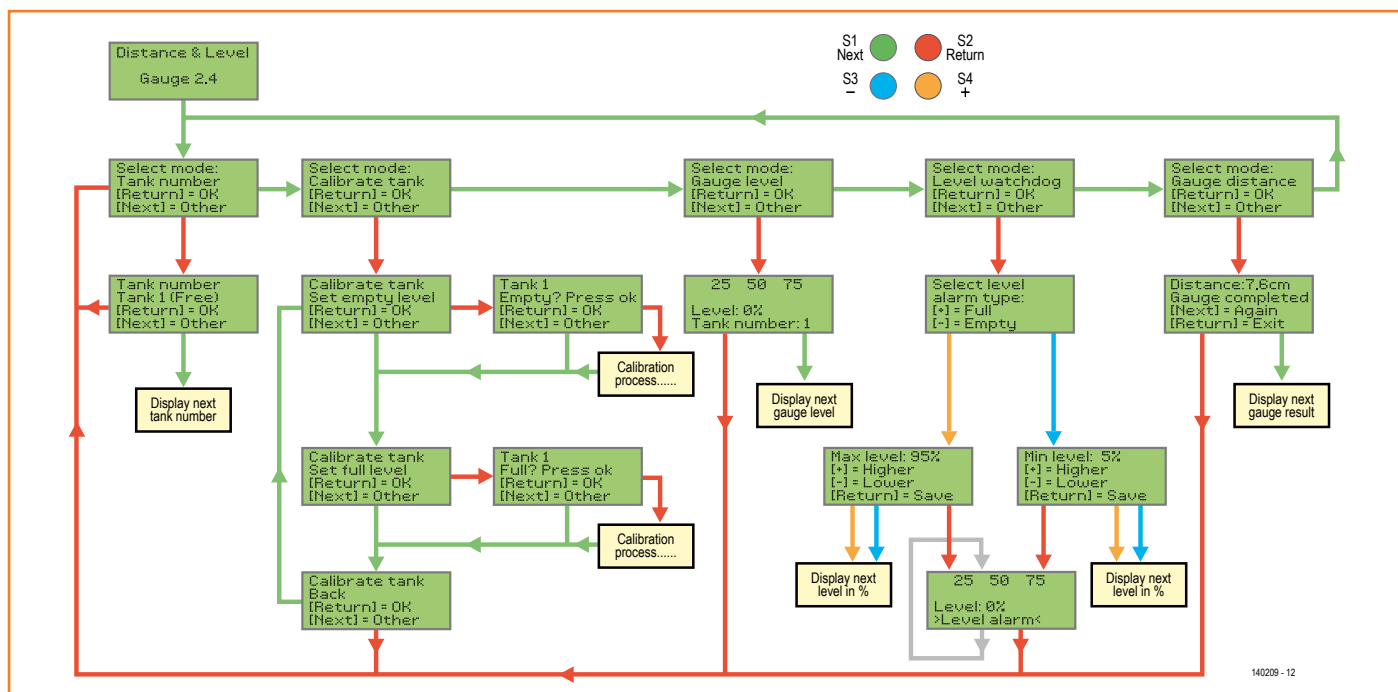 Distance & Level
Gauge 2.4
S1
Next
S2
Return
S3
–
S4
+
Select mode:
Tank number
[Return] = OK
[Next] = Other
Select mode:
Calibrate tank
[Return] = OK
[Next] = Other
Select mode:
Gauge level
[Return] = OK
[Next] = Other
Select mode:
Level watchdog
[Return] = OK
[Next] = Other
Select mode:
Gauge distance
[Return] = OK
[Next] = Other
Tank number
Tank 1 (Free)
[Return] = OK
[Next] = Other
Calibrate tank
Set empty level
[Return] = OK
[Next] = Other
Tank 1
Empty? Press ok
[Return] = OK
[Next] = Other
25 50 75
Level: 0%
Tank number: 1
Select level
alarm type:
[+] = Full
[-] = Empty
Distance:7,6cm
Gauge completed
[Next] = Again
[Return] = Exit
Display next
tank number
Calibration
process......
Display next
gauge level
Display next
gauge result
Calibrate tank
Set full level
[Return] = OK
[Next] = Other
Tank 1
Full? Press ok
[Return] = OK
[Next] = Other
Max level: 95%
[+] = Higher
[-] = Lower
[Return] = Save
Min level: 5%
[+] = Higher
[-] = Lower
[Return] = Save
Calibration
process......
Calibrate tank
Back
[Return] = OK
[Next] = Other
Display next
level in %
25 50 75
Level: 0%
>Level alarm<
Display next
level in %
140209 - 12